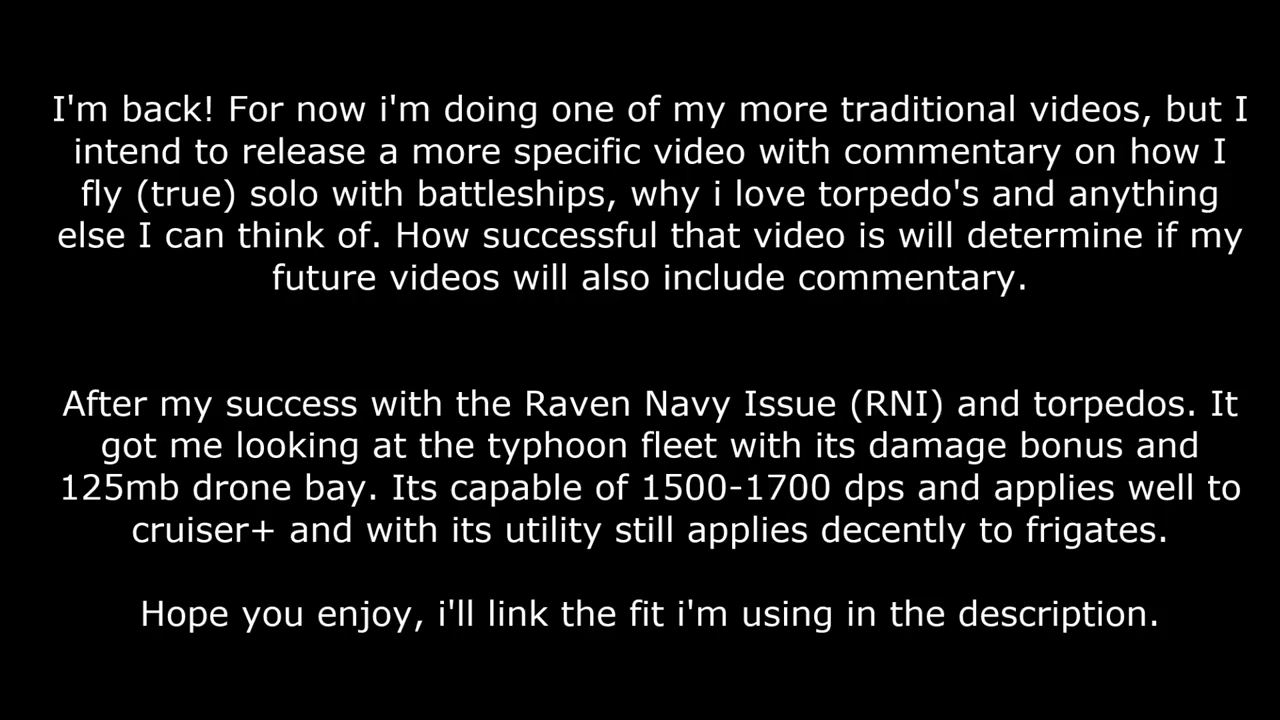 I'm back! For now i'm doing one of my more traditional videos, but I
intend to release a more specific video with commentary on how I
fly (true) solo with battleships, why i love torpedo's and anything
else I can think of. How successful that video is will determine if my
future videos will also include commentary.
After my success with the Raven Navy Issue (RNI) and torpedos. It
got me looking at the typhoon fleet with its damage bonus and
125mb drone bay. Its capable of 1500-1700 dps and applies well to
cruiser+ and with its utility still applies decently to frigates.
Hope you enjoy, i'll link the fit i'm using in the description.